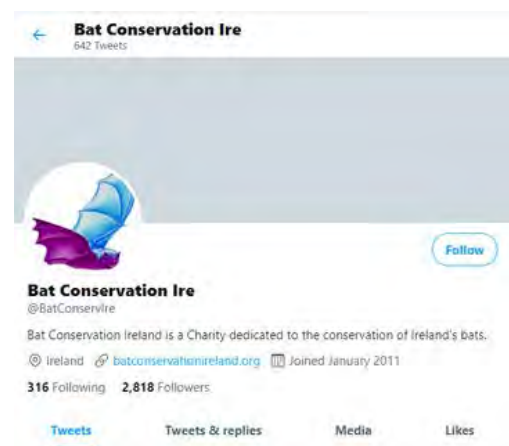 Bat Conservation Ire
642 Tweets
Follow
Bat Conservation Ire
@BatConservIre
Bat Conservation Ireland is a Charity dedicated to the conservation of Ireland's bats.
Ireland batconservationireland.org Joined January 2011
316 Following 2,818 Followers
Tweets Tweets & replies Media Likes